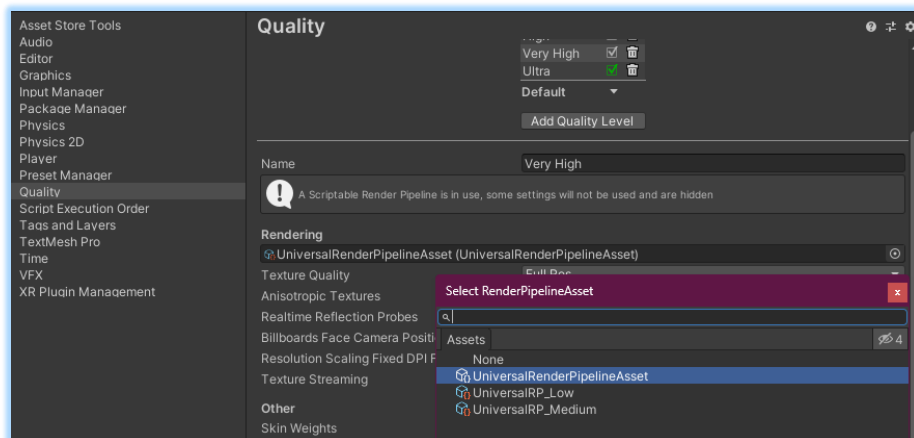 Asset Store Tools
Audio
Editor
Graphics
Input Manager
Package Manager
Physics
Physics 2D
Player
Preset Manager
Quality
Script Execution Order
Tags and Layers
TextMesh Pro
Time
VFX
XR Plugin Management
Quality
High
Very High
Ultra
Default
Add Quality Level
Name Very High
A Scriptable Render Pipeline is in use, some settings will not be used and are hidden
Rendering
UniversalRenderPipelineAsset (UniversalRenderPipelineAsset)
Texture Quality Full Res
Anisotropic Textures
Realtime Reflection Probes
Billboards Face Camera Positi
Resolution Scaling Fixed DPI F
Texture Streaming
Other
Skin Weights
Select RenderPipelineAsset
Assets 4
None
UniversalRenderPipelineAsset
UniversalRP_Low
UniversalRP_Medium